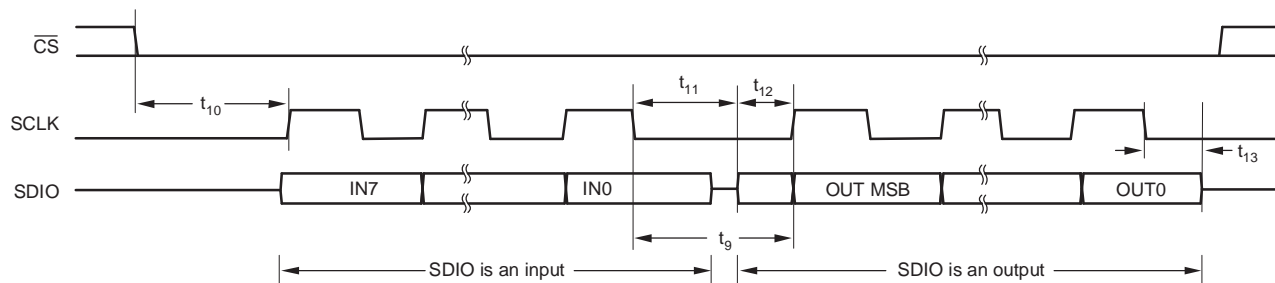 CS
t10
t11
t12
SCLK
t13
SDIO
IN7
IN0
OUT MSB
OUT0
t9
SDIO is an input
SDIO is an output